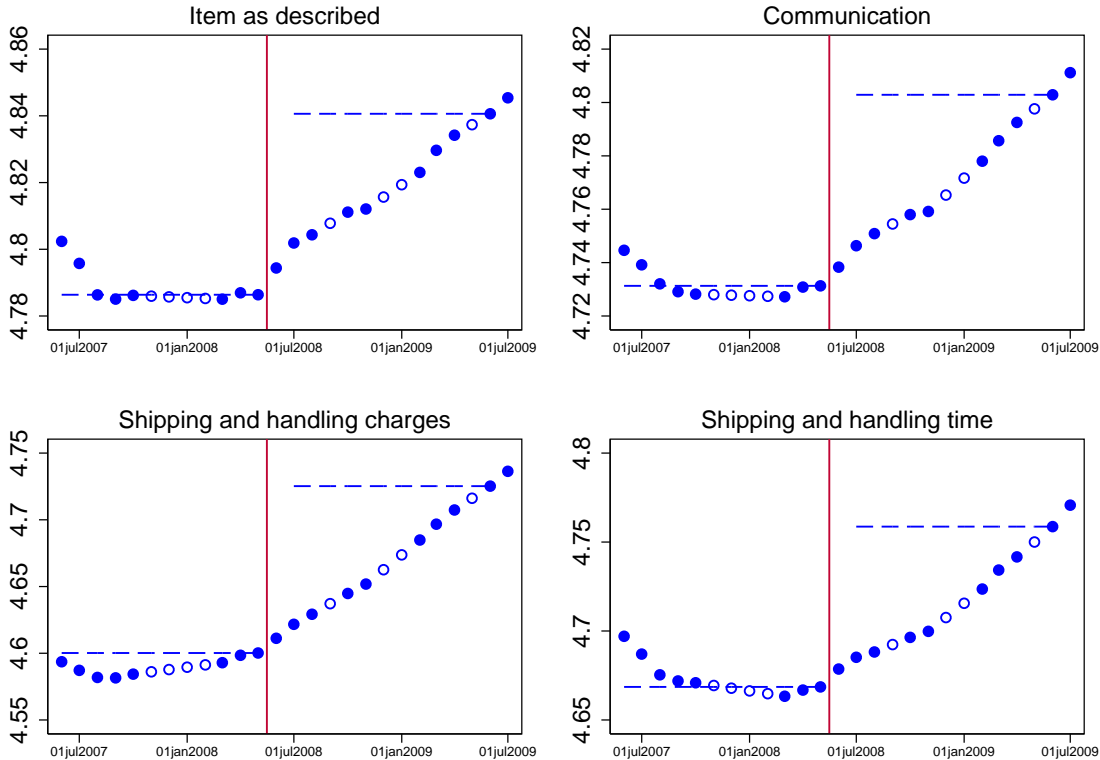 Item as described
4.86
4.84
4.82
4.8
4.78
01jul2007
01jan2008
01jul2008
01jan2009
01jul2009
Communication
4.82
4.8
4.78
4.76
4.74
4.72
01jul2007
01jan2008
01jul2008
01jan2009
01jul2009
Shipping and handling charges
4.75
4.7
4.65
4.6
4.55
01jul2007
01jan2008
01jul2008
01jan2009
01jul2009
Shipping and handling time
4.8
4.75
4.7
4.65
01jul2007
01jan2008
01jul2008
01jan2009
01jul2009